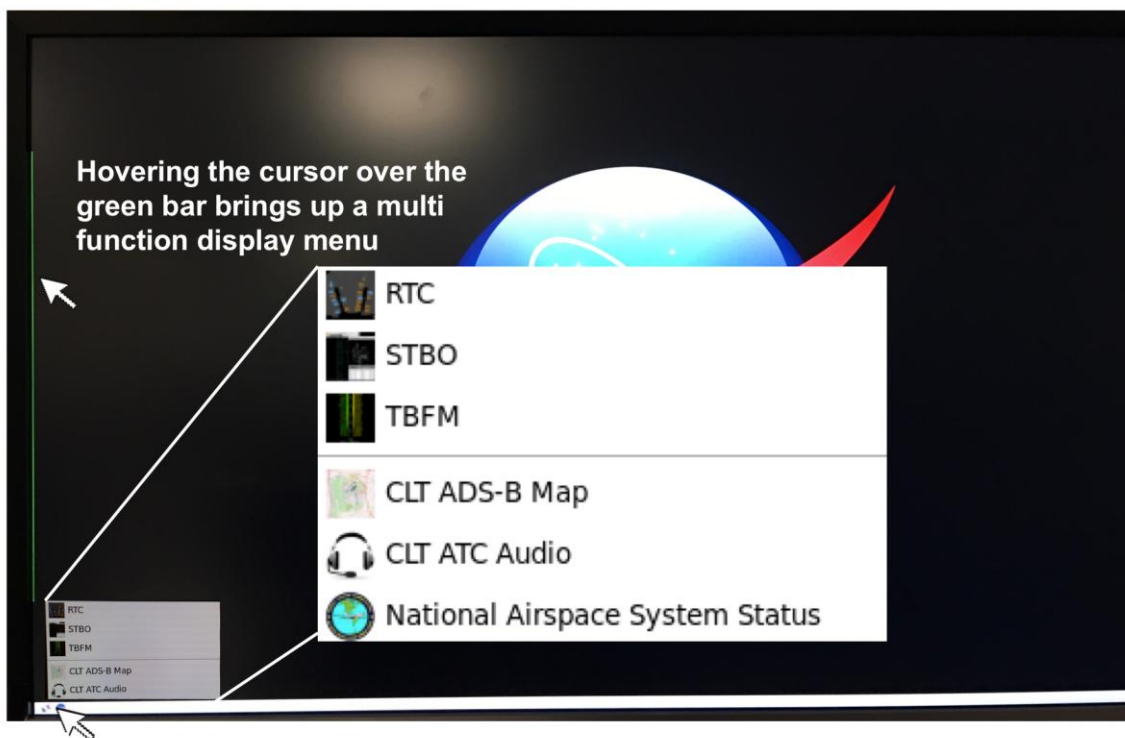 Hovering the cursor over the
green bar brings up a multi
function display menu
RTC
STBO
TBFM
CLT ADS-B Map
CLT ATC Audio
National Airspace System Status
RTC
STBO
TBFM
CLT ADS-B Map
CLT ATC Audio